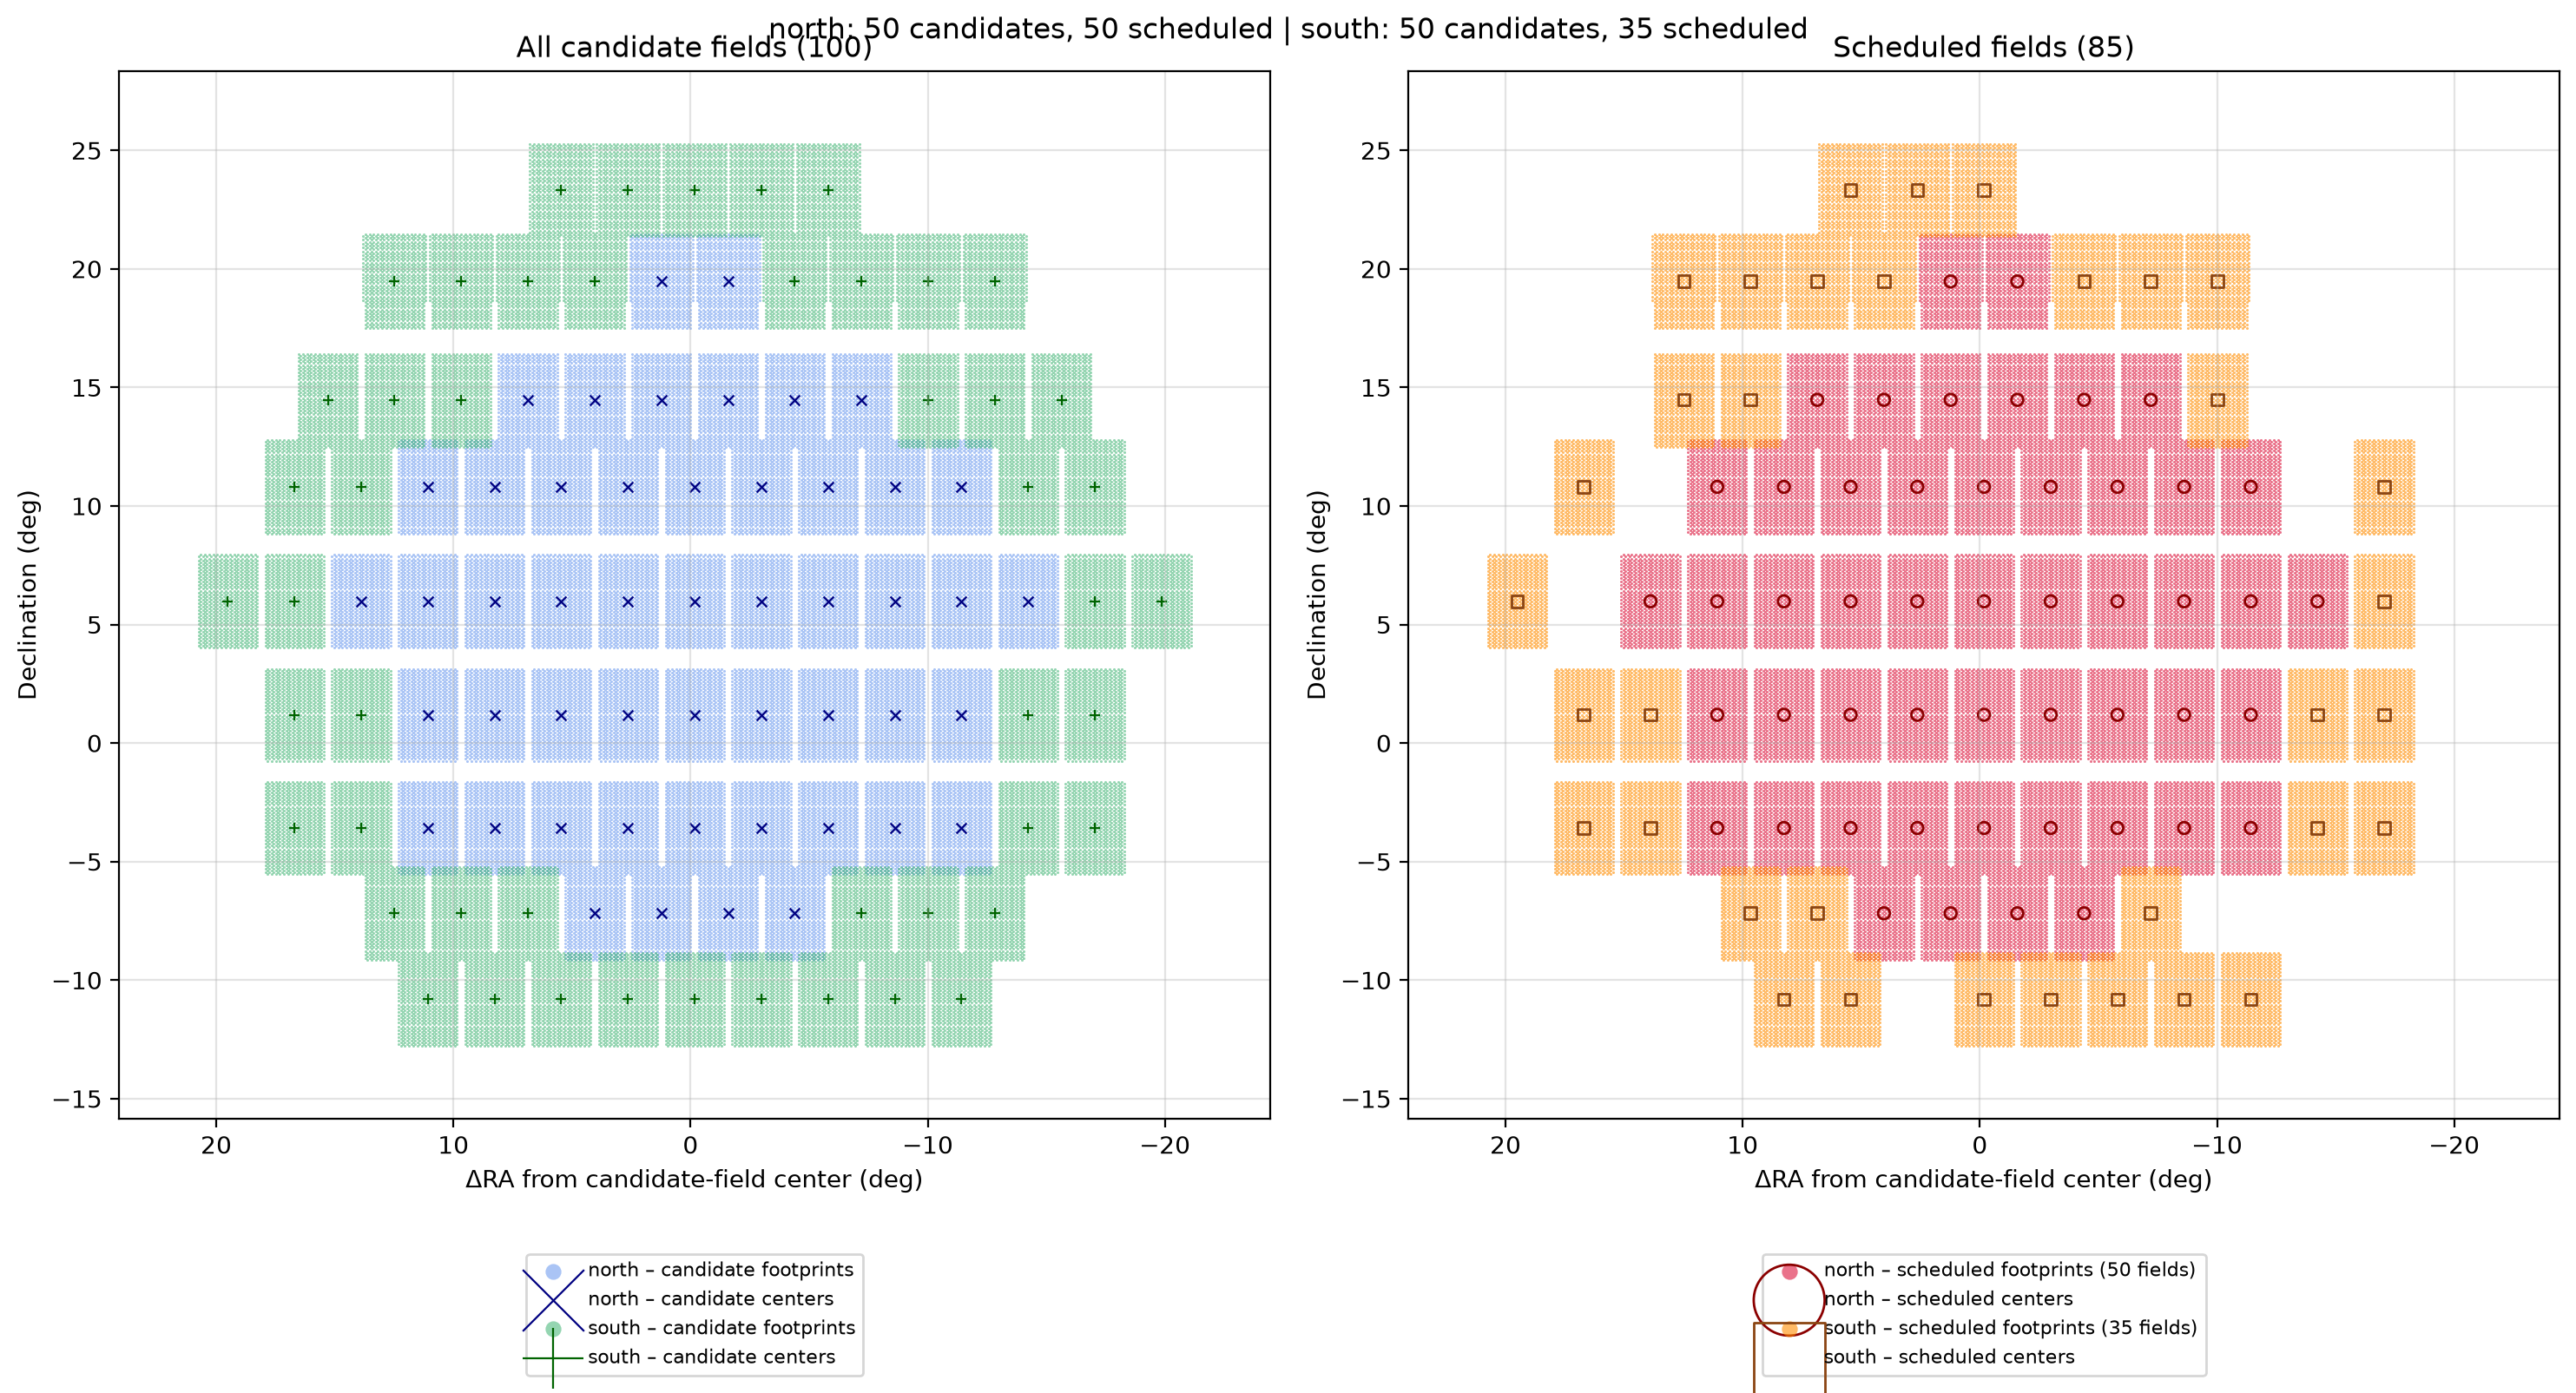 north: 50 candidates, 50 scheduled | south: 50 candidates, 35 scheduled
All candidate fields (100)
Declination (deg)
25
20
15
10
5
0
−5
−10
−15
20
10
0
−10
−20
ΔRA from candidate-field center (deg)
north – candidate footprints
north – candidate centers
south – candidate footprints
south – candidate centers
Scheduled fields (85)
Declination (deg)
25
20
15
10
5
0
−5
−10
−15
20
10
0
−10
−20
ΔRA from candidate-field center (deg)
north – scheduled footprints (50 fields)
north – scheduled centers
south – scheduled footprints (35 fields)
south – scheduled centers